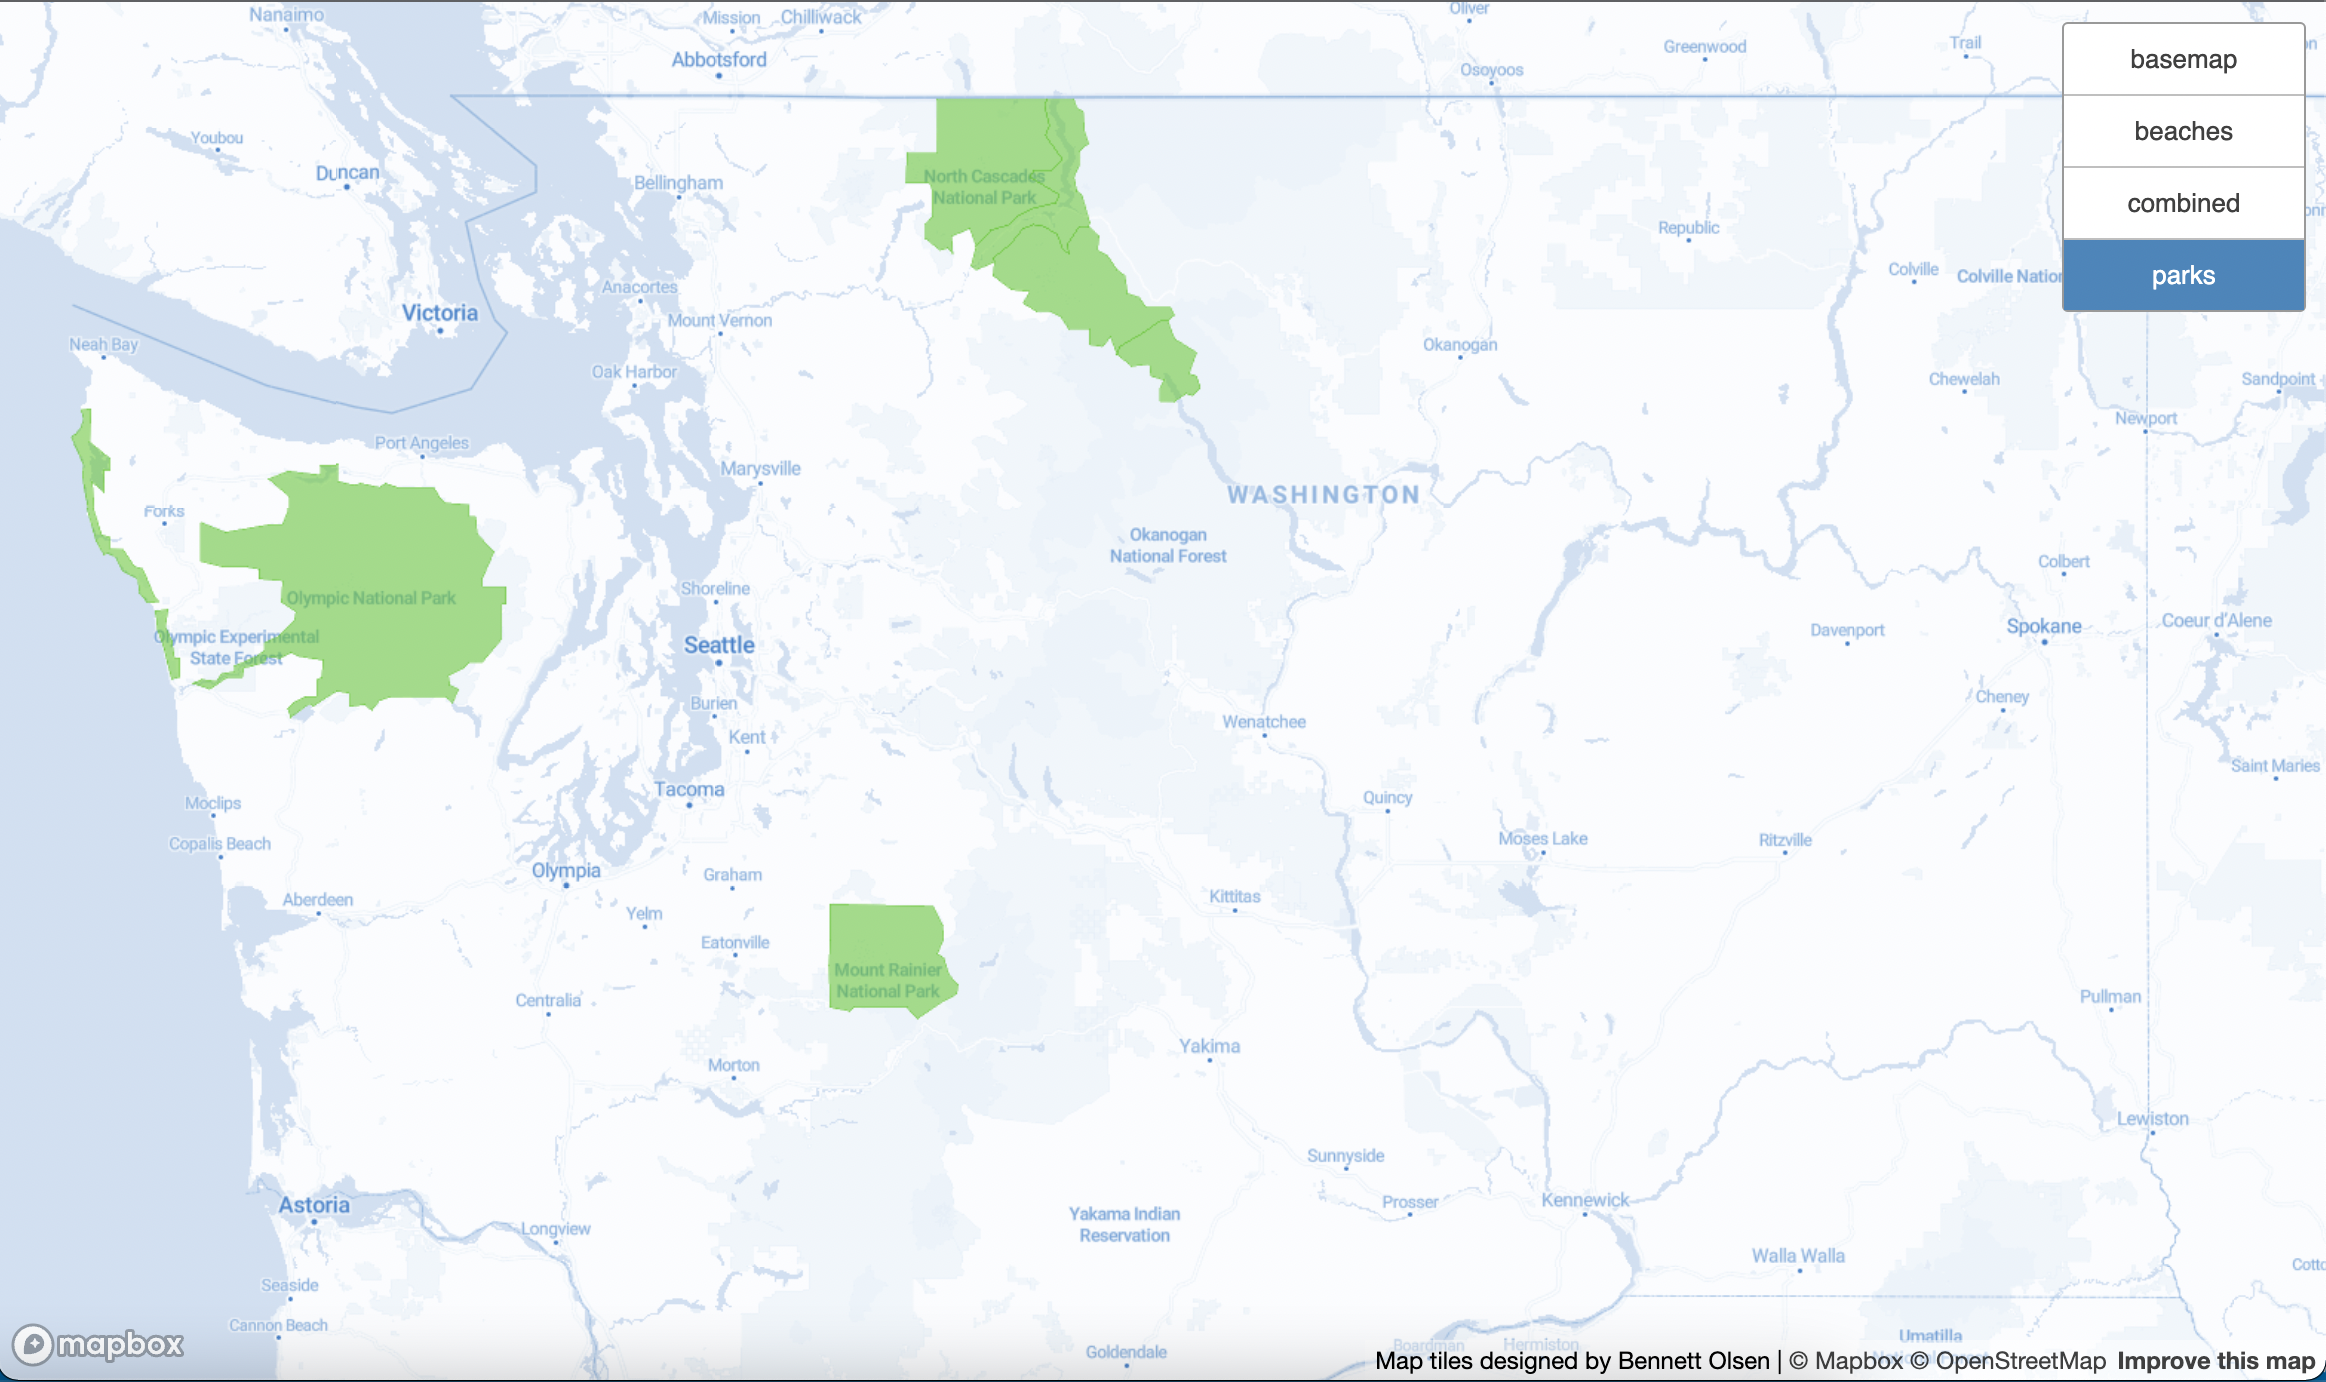 Nanaimo
Mission
Chilliwack
Oliver
Abbotsford
Osoyoos
Greenwood
Trail
basemap
beaches
combined
parks
Youbou
Duncan
Bellingham
North Cascades
National Park
Republic
Colville
Colville Nation
Anacortes
Victoria
Mount Vernon
Neah Bay
Okanogan
Oak Harbor
Chewelah
Sandpoint
Newport
Port Angeles
Marysville
WASHINGTON
Forks
Okanogan
National Forest
Colbert
Shoreline
Olympic National Park
Coeur d'Alene
Spokane
Davenport
Olympic Experimental
State Forest
Seattle
Cheney
Burien
Wenatchee
Kent
Saint Maries
Tacoma
Quincy
Moclips
Copalis Beach
Moses Lake
Ritzville
Olympia
Graham
Kittitas
Aberdeen
Yelm
Eatonville
Mount Rainier
National Park
Centralia
Pullman
Yakima
Morton
Lewiston
Sunnyside
Astoria
Prosser
Kennewick
Yakama Indian
Reservation
Longview
Walla Walla
Cotto
Seaside
Cannon Beach
Umatilla
National Forest
Boardman
Hermiston
Goldendale
mapbox
Map tiles designed by Bennett Olsen | © Mapbox © OpenStreetMap Improve this map